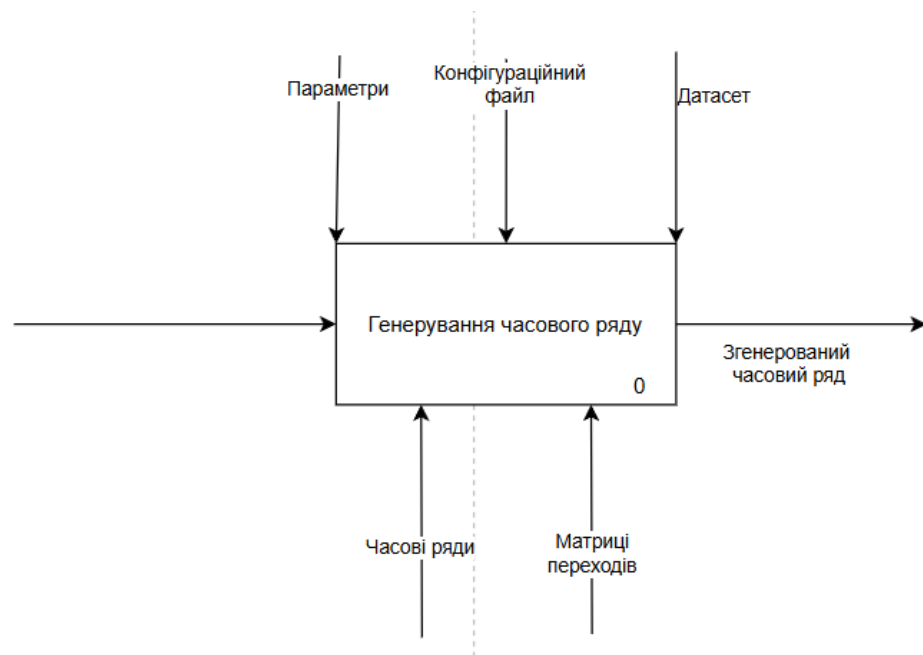 Параметри
Конфігураційний
файл
Датасет
Генерування часового ряду
0
Згенерований
часовий ряд
Часові ряди
Матриці
переходів